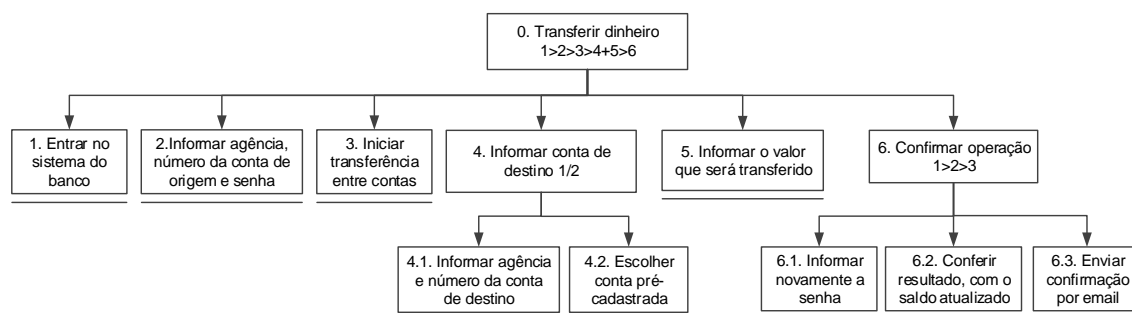 0. Transferir dinheiro
1>2>3>4+5>6
1. Entrar no
sistema do
banco
2.Informar agência,
número da conta de
origem e senha
3. Iniciar
transferência
entre contas
4. Informar conta de
destino 1/2
5. Informar o valor
que será transferido
6. Confirmar operação
1>2>3
4.1. Informar agência
e número da conta
de destino
4.2. Escolher
conta pré-
cadastrada
6.1. Informar
novamente a
senha
6.2. Conferir
resultado, com o
saldo atualizado
6.3. Enviar
confirmação
por email